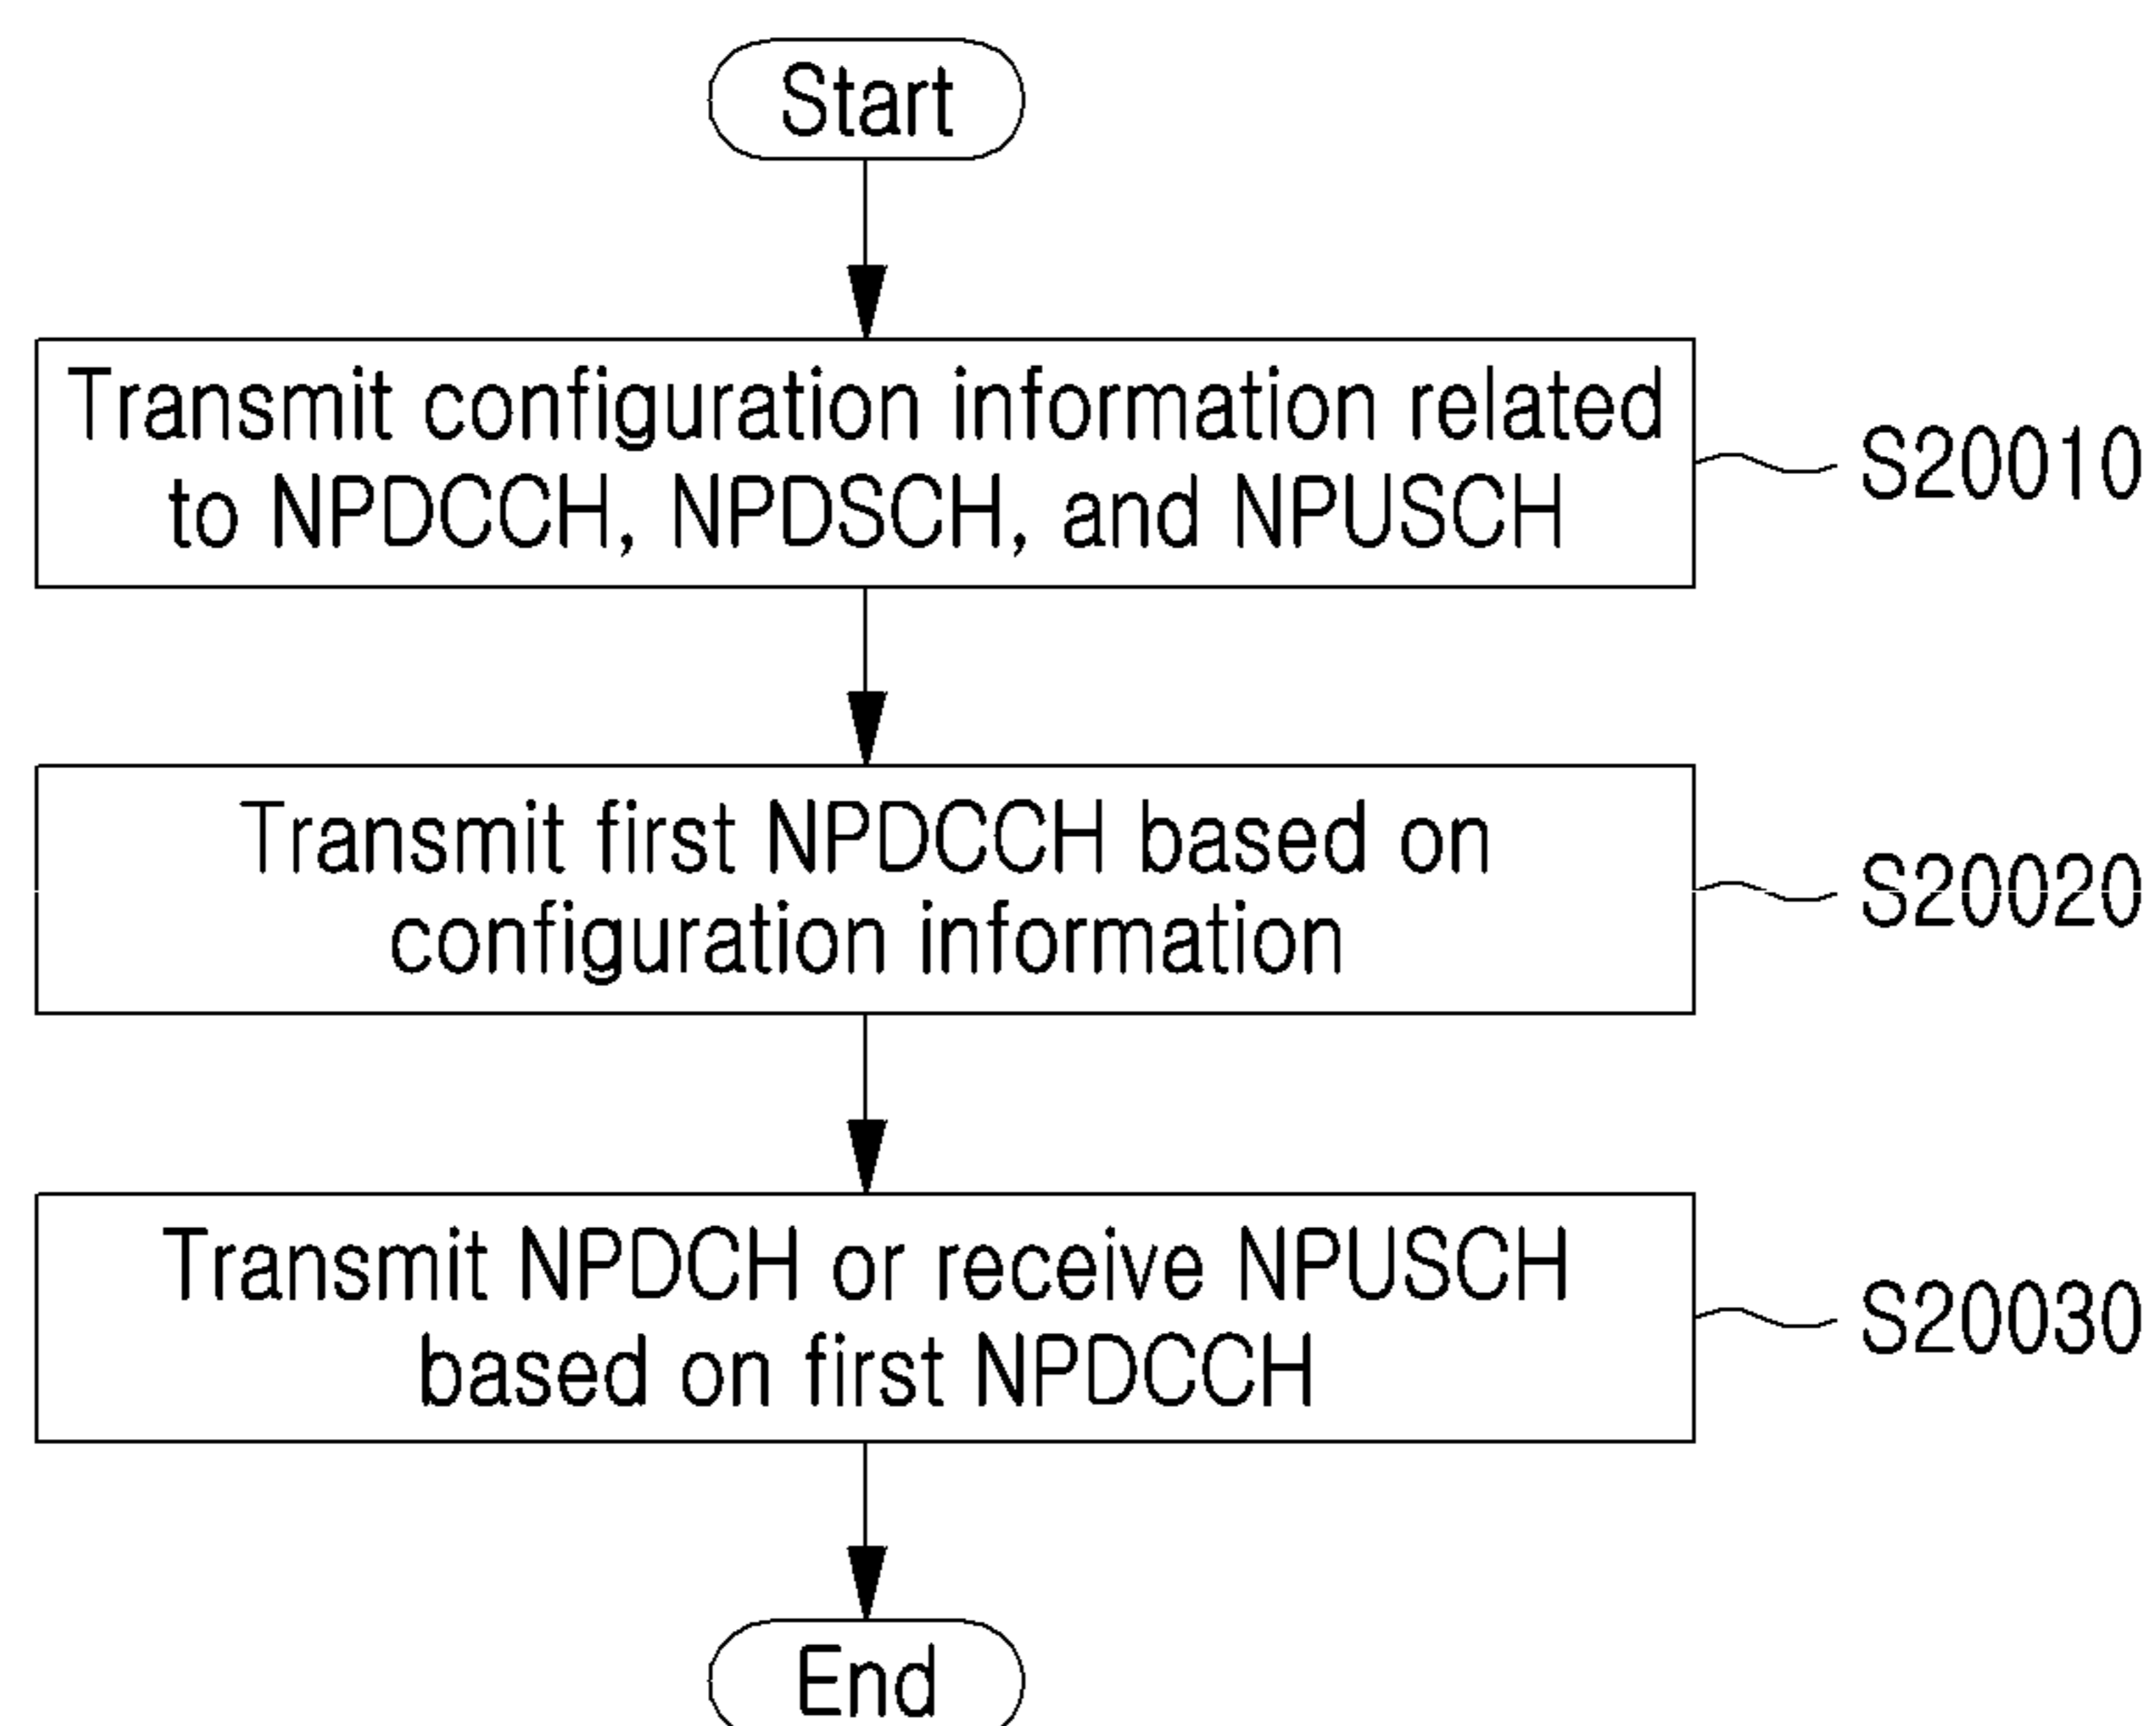 Start
Transmit configuration information related
to NPDCCH, NPDSCH, and NPUSCH
S20010
Transmit first NPDCCH based on
configuration information
S20020
Transmit NPDCH or receive NPUSCH
based on first NPDCCH
S20030
End